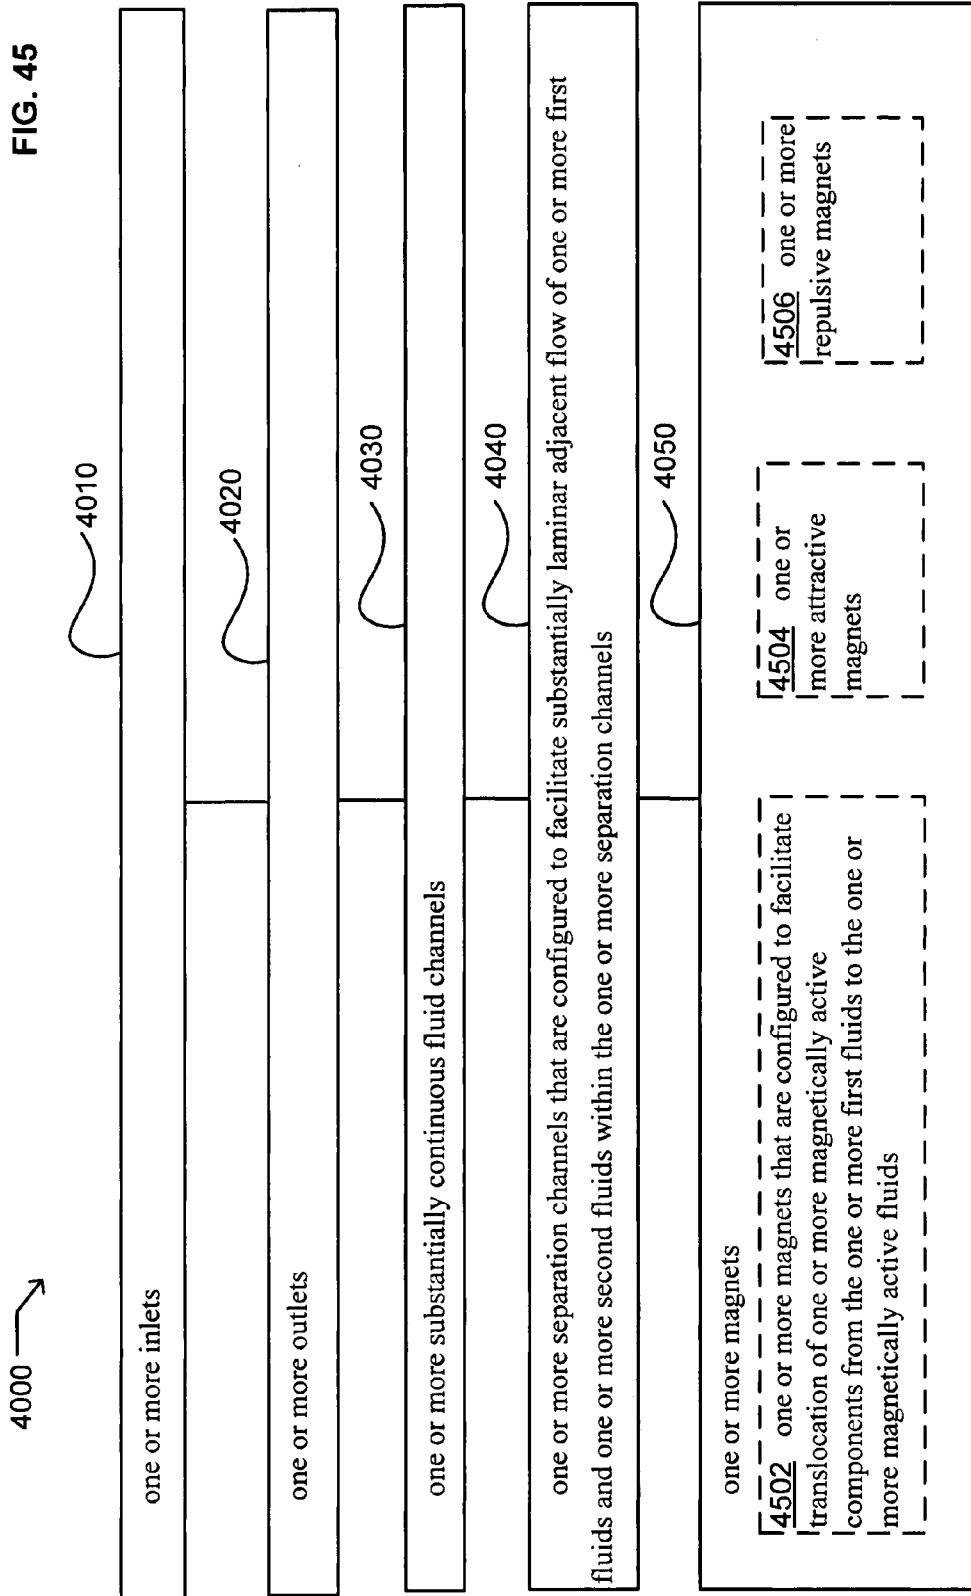 FIG. 45
4000
4010
one or more inlets
4020
one or more outlets
4030
one or more substantially continuous fluid channels
4040
one or more separation channels that are configured to facilitate substantially laminar adjacent flow of one or more first
fluids and one or more second fluids within the one or more separation channels
4050
one or more magnets
4502 one or more magnets that are configured to facilitate
translocation of one or more magnetically active
components from the one or more first fluids to the one or
more magnetically active fluids
4504 one or
more attractive
magnets
4506 one or more
repulsive magnets